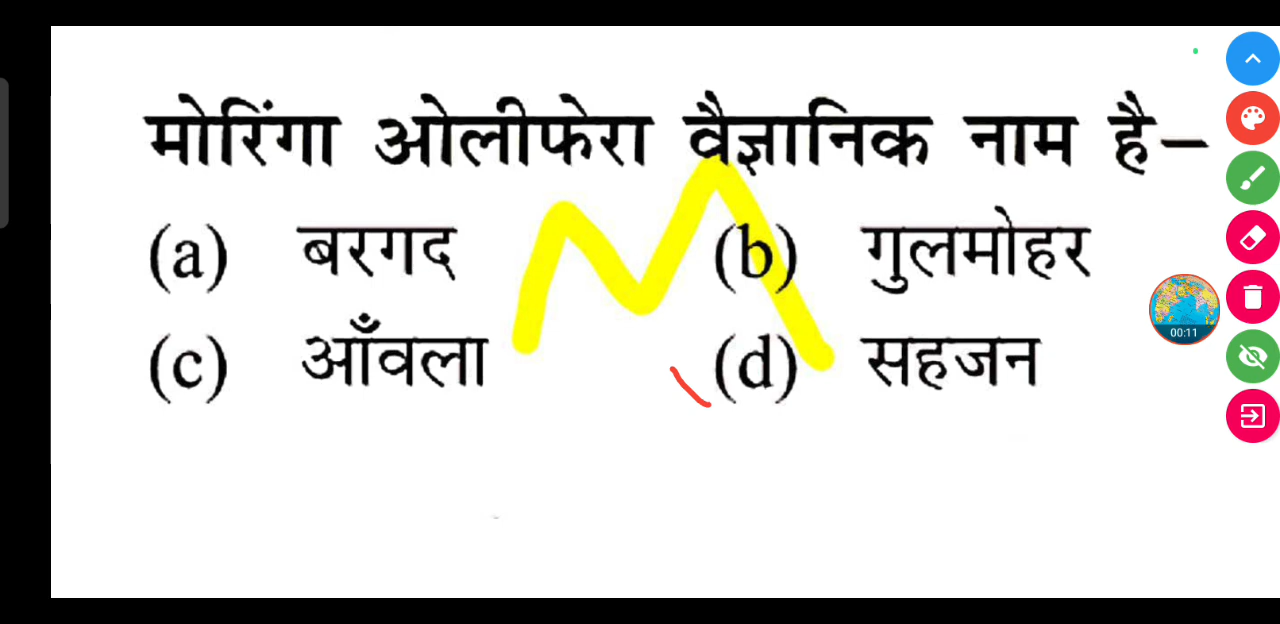 मोरिंगा ओलीफेरा वैज्ञानिक नाम है–
(a) बरगद (b) गुलमोहर
(c) आँवला (d) सहजन
00:11